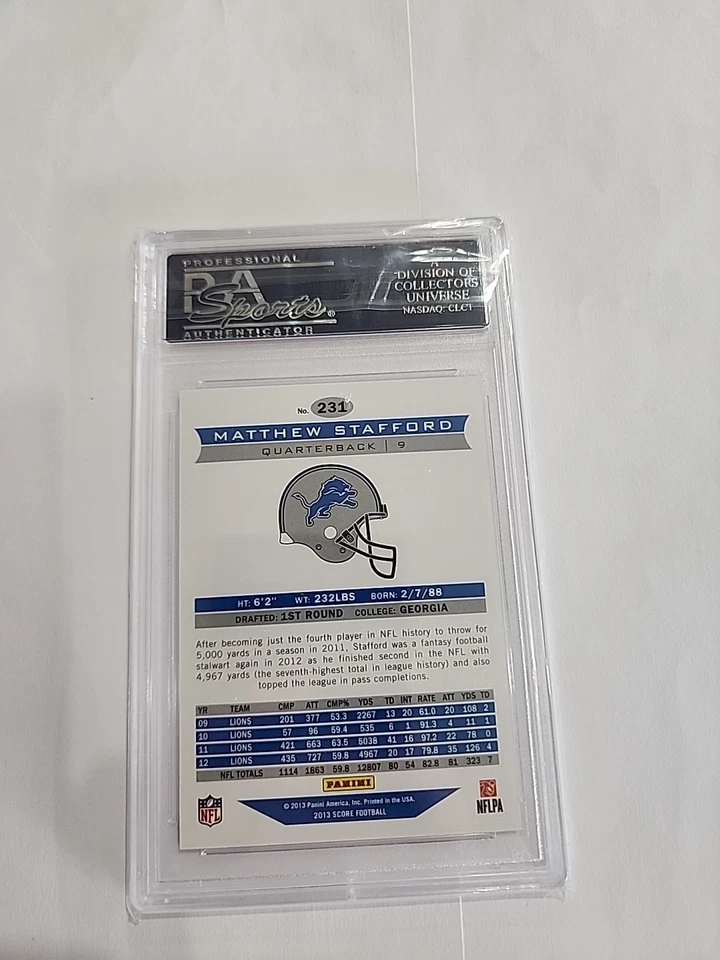 PROFESSIONAL
PSA
Sports®
AUTHENTICATOR
A
DIVISION OF
COLLECTORS
UNIVERSE
NASDAQ: CLCT
No. 231
MATTHEW STAFFORD
QUARTERBACK | 9
HT: 6'2" WT: 232LBS BORN: 2/7/88
DRAFTED: 1ST ROUND COLLEGE: GEORGIA
After becoming just the fourth player in NFL history to throw for
5,000 yards in a season in 2011, Stafford was a fantasy football
stalwart again in 2012 as he finished second in the NFL with
4,967 yards (the seventh-highest total in league history) and also
topped the league in pass completions.
YR TEAM CMP ATT CMP% YDS TD INT RATE ATT YDS TD
09 LIONS 201 377 53.3 2267 13 20 61.0 20 108 2
10 LIONS 57 96 59.4 535 6 1 91.3 4 11 1
11 LIONS 421 663 63.5 5038 41 16 97.2 22 78 0
12 LIONS 435 727 59.8 4967 20 17 79.8 35 126 4
NFL TOTALS 1114 1863 59.8 12807 80 54 82.8 81 323 7
PANINI
NFL
© 2013 Panini America, Inc. Printed in the USA.
2013 SCORE FOOTBALL
NFLPA